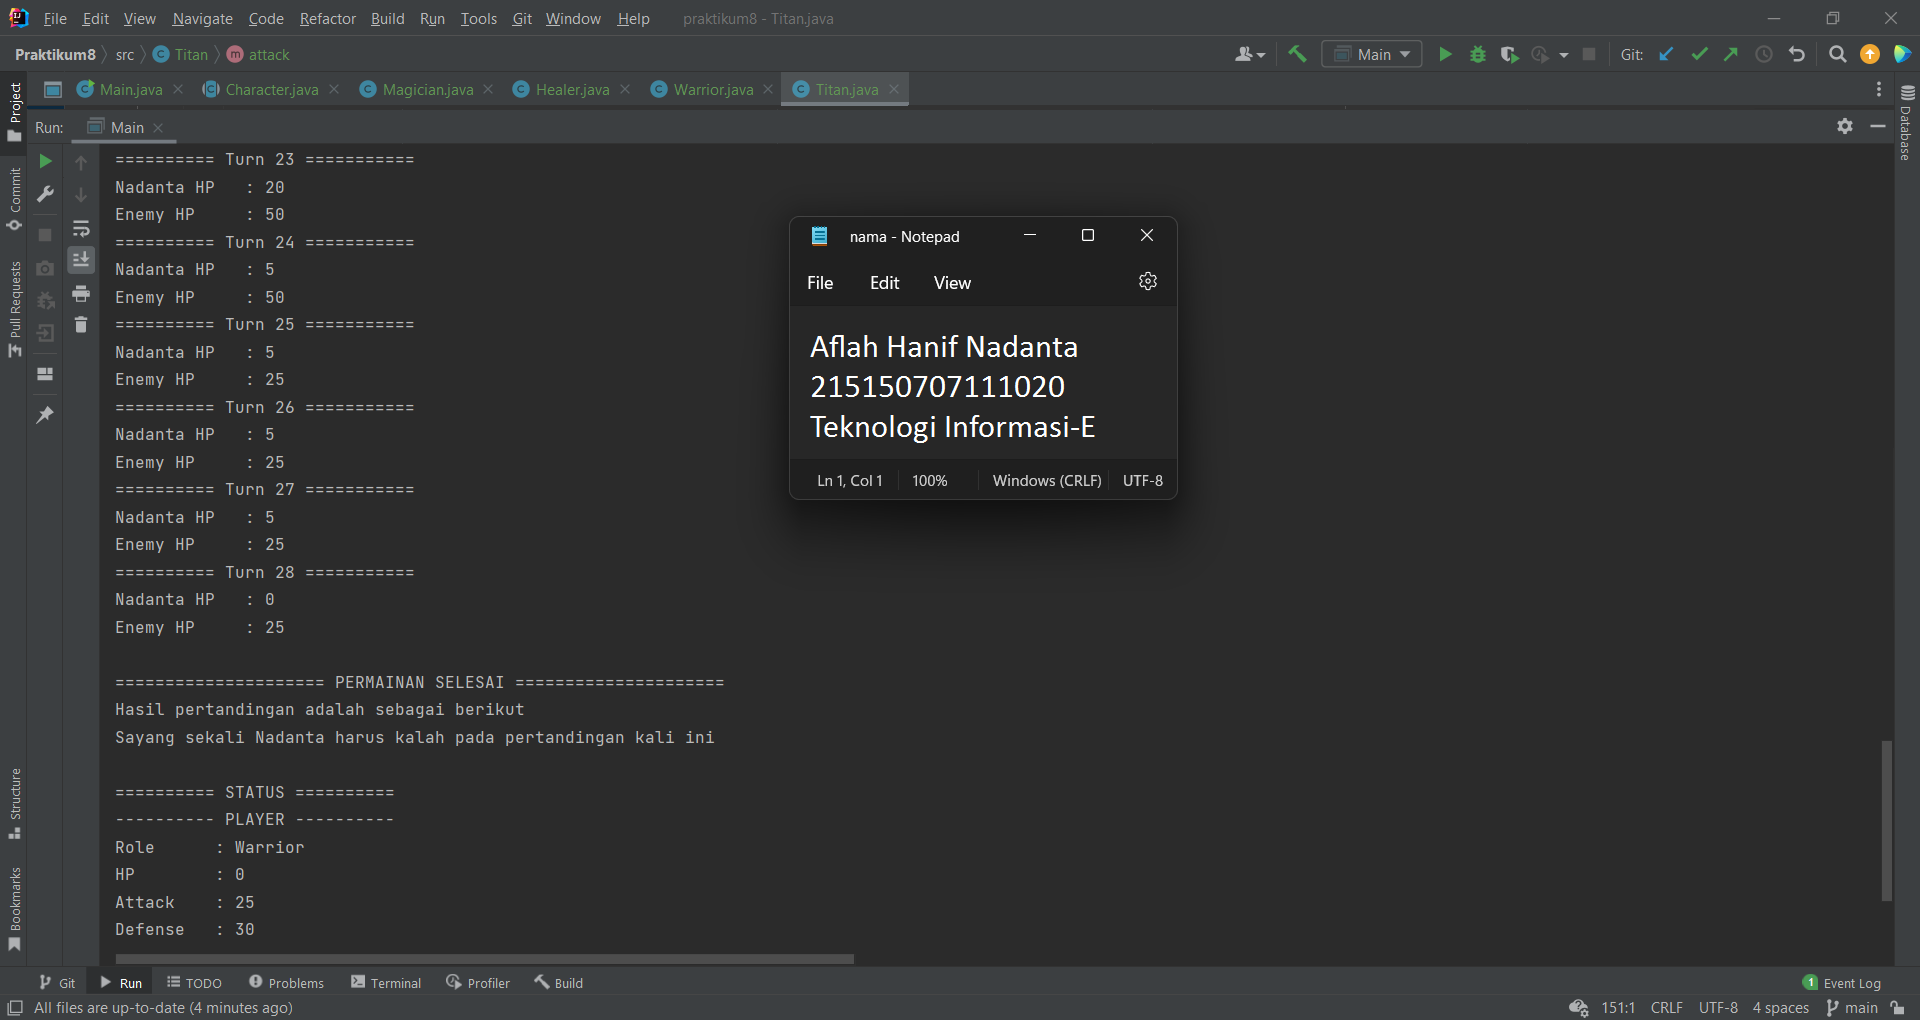 File Edit View Navigate Code Refactor Build Run Tools Git Window Help praktikum8 - Titan.java
Praktikum8 src Titan attack Main Git:
Main.java Character.java Magician.java Healer.java Warrior.java Titan.java
Run: Main
Project
Commit
Pull Requests
Structure
Bookmarks
Database
========== Turn 23 ===========
Nadanta HP : 20
Enemy HP : 50
========== Turn 24 ===========
Nadanta HP : 5
Enemy HP : 50
========== Turn 25 ===========
Nadanta HP : 5
Enemy HP : 25
========== Turn 26 ===========
Nadanta HP : 5
Enemy HP : 25
========== Turn 27 ===========
Nadanta HP : 5
Enemy HP : 25
========== Turn 28 ===========
Nadanta HP : 0
Enemy HP : 25
===================== PERMAINAN SELESAI =====================
Hasil pertandingan adalah sebagai berikut
Sayang sekali Nadanta harus kalah pada pertandingan kali ini
========== STATUS ==========
---------- PLAYER ----------
Role : Warrior
HP : 0
Attack : 25
Defense : 30
nama - Notepad
File Edit View
Aflah Hanif Nadanta
215150707111020
Teknologi Informasi-E
Ln 1, Col 1 100% Windows (CRLF) UTF-8
Git Run TODO Problems Terminal Profiler Build 1 Event Log
All files are up-to-date (4 minutes ago) 151:1 CRLF UTF-8 4 spaces main